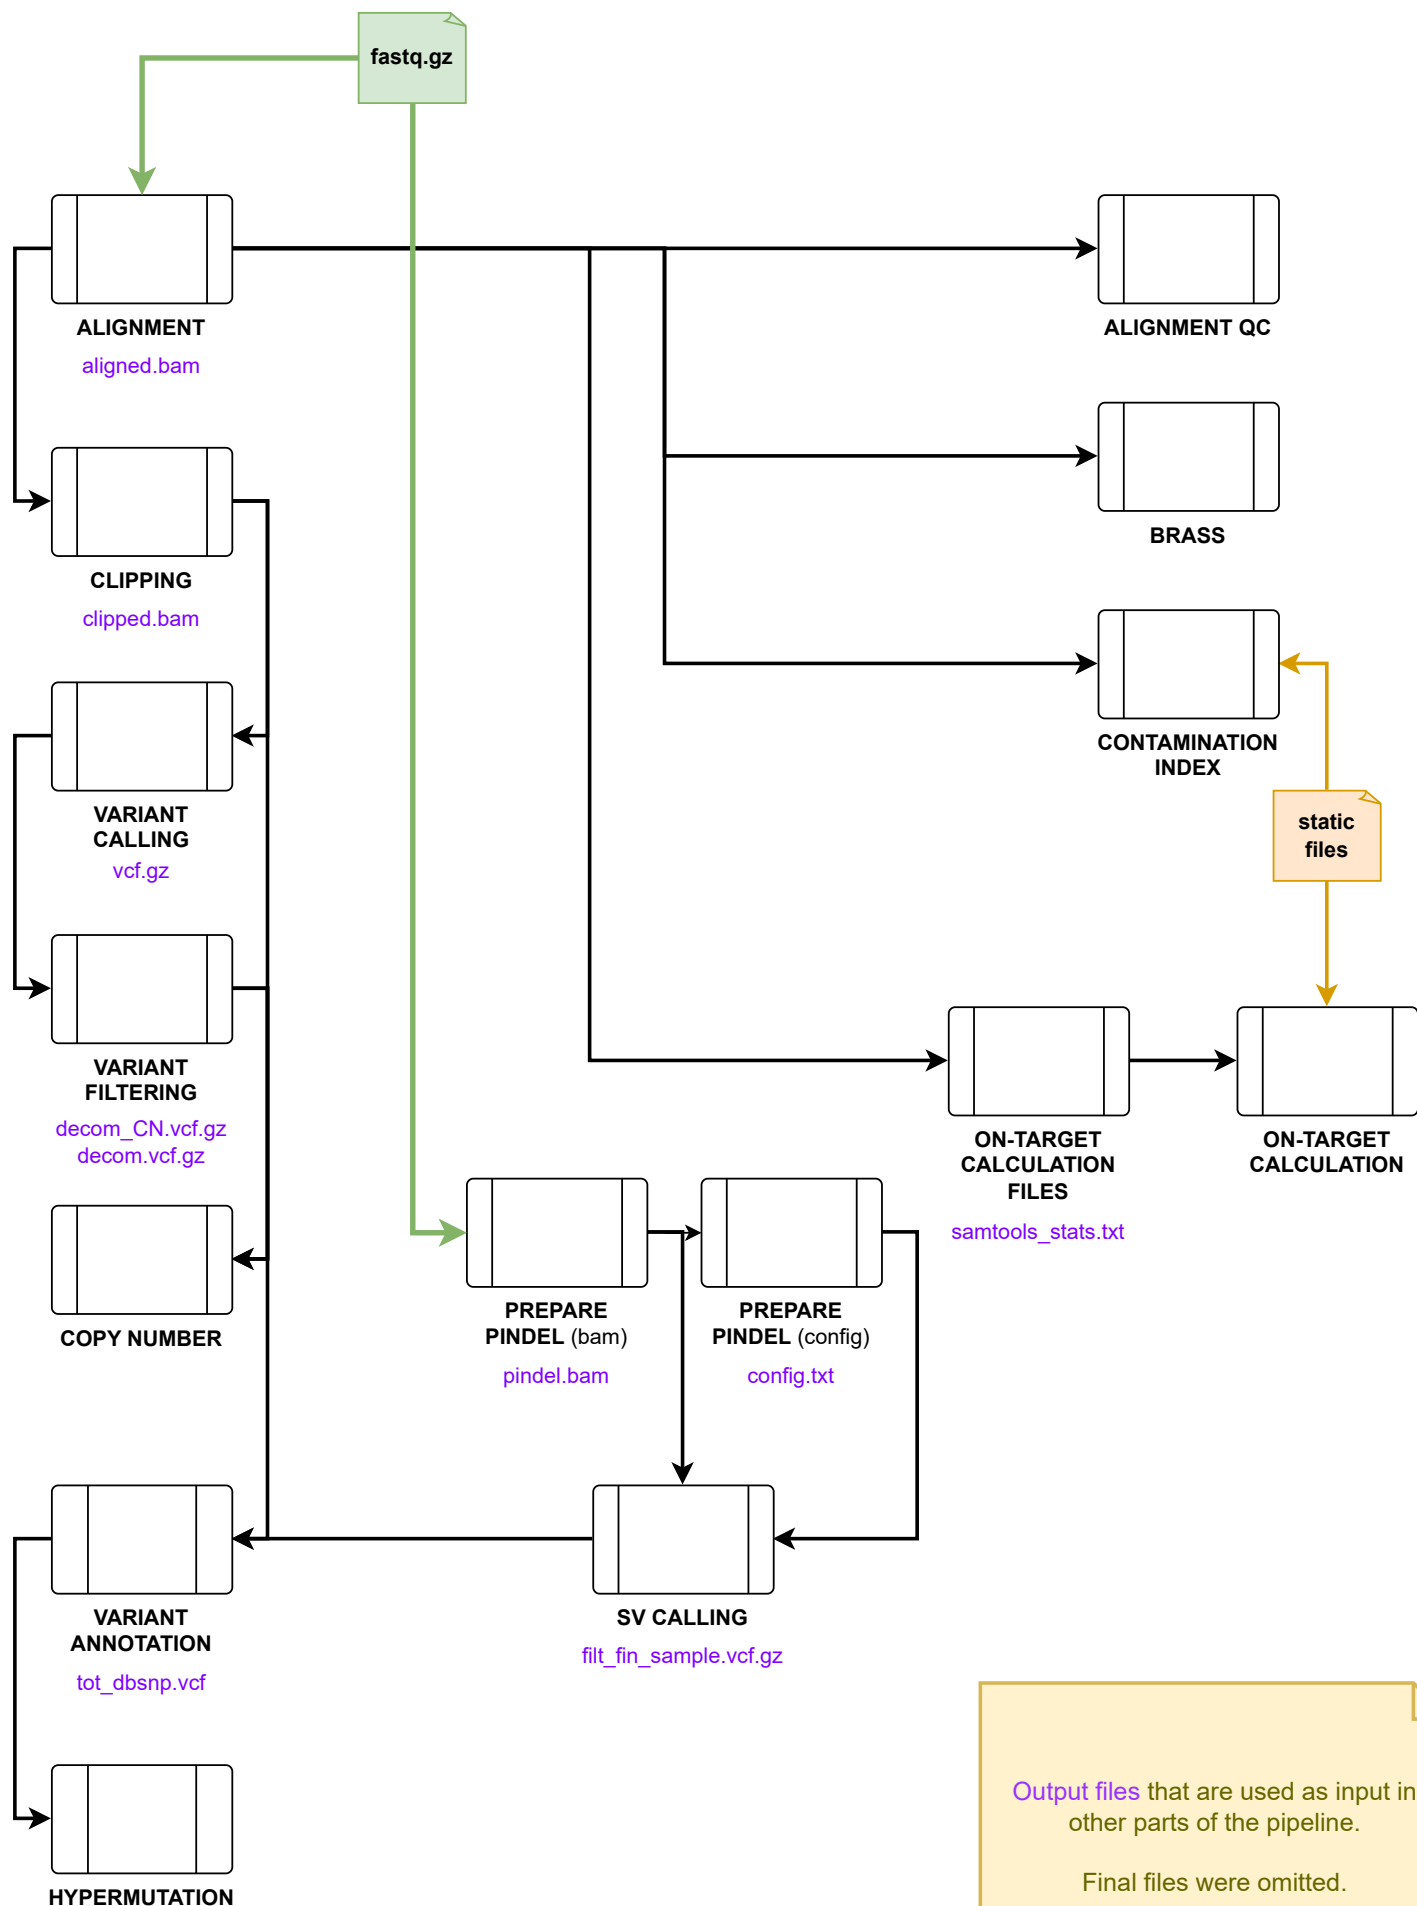 fastq.gz
ALIGNMENT
aligned.bam
ALIGNMENT QC
CLIPPING
clipped.bam
BRASS
VARIANT
CALLING
vcf.gz
CONTAMINATION
INDEX
static
files
VARIANT
FILTERING
decom_CN.vcf.gz
decom.vcf.gz
ON-TARGET
CALCULATION
FILES
samtools_stats.txt
ON-TARGET
CALCULATION
COPY NUMBER
PREPARE
PINDEL (bam)
pindel.bam
PREPARE
PINDEL (config)
config.txt
VARIANT
ANNOTATION
tot_dbsnp.vcf
SV CALLING
filt_fin_sample.vcf.gz
HYPERMUTATION
Output files that are used as input in
other parts of the pipeline.
Final files were omitted.